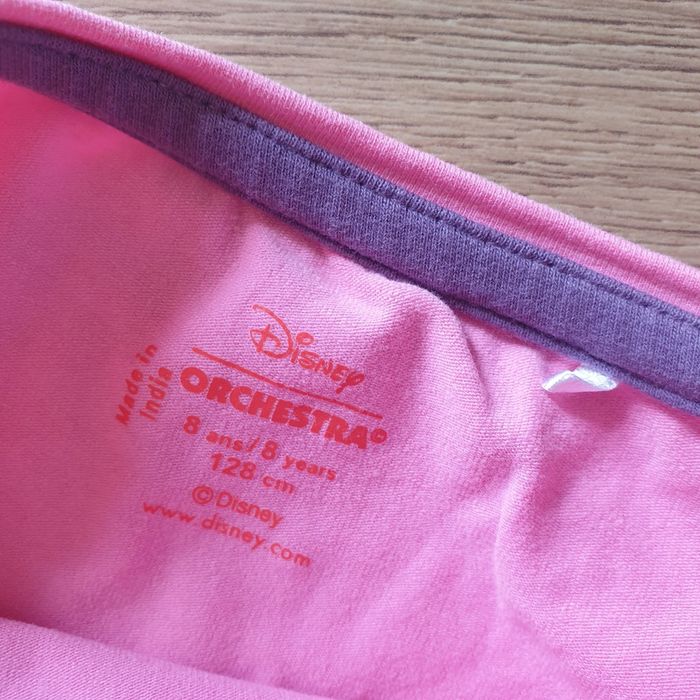 Disney
ORCHESTRA®
8 ans/8 years
128 cm
©Disney
www.disney.com
Made in
India